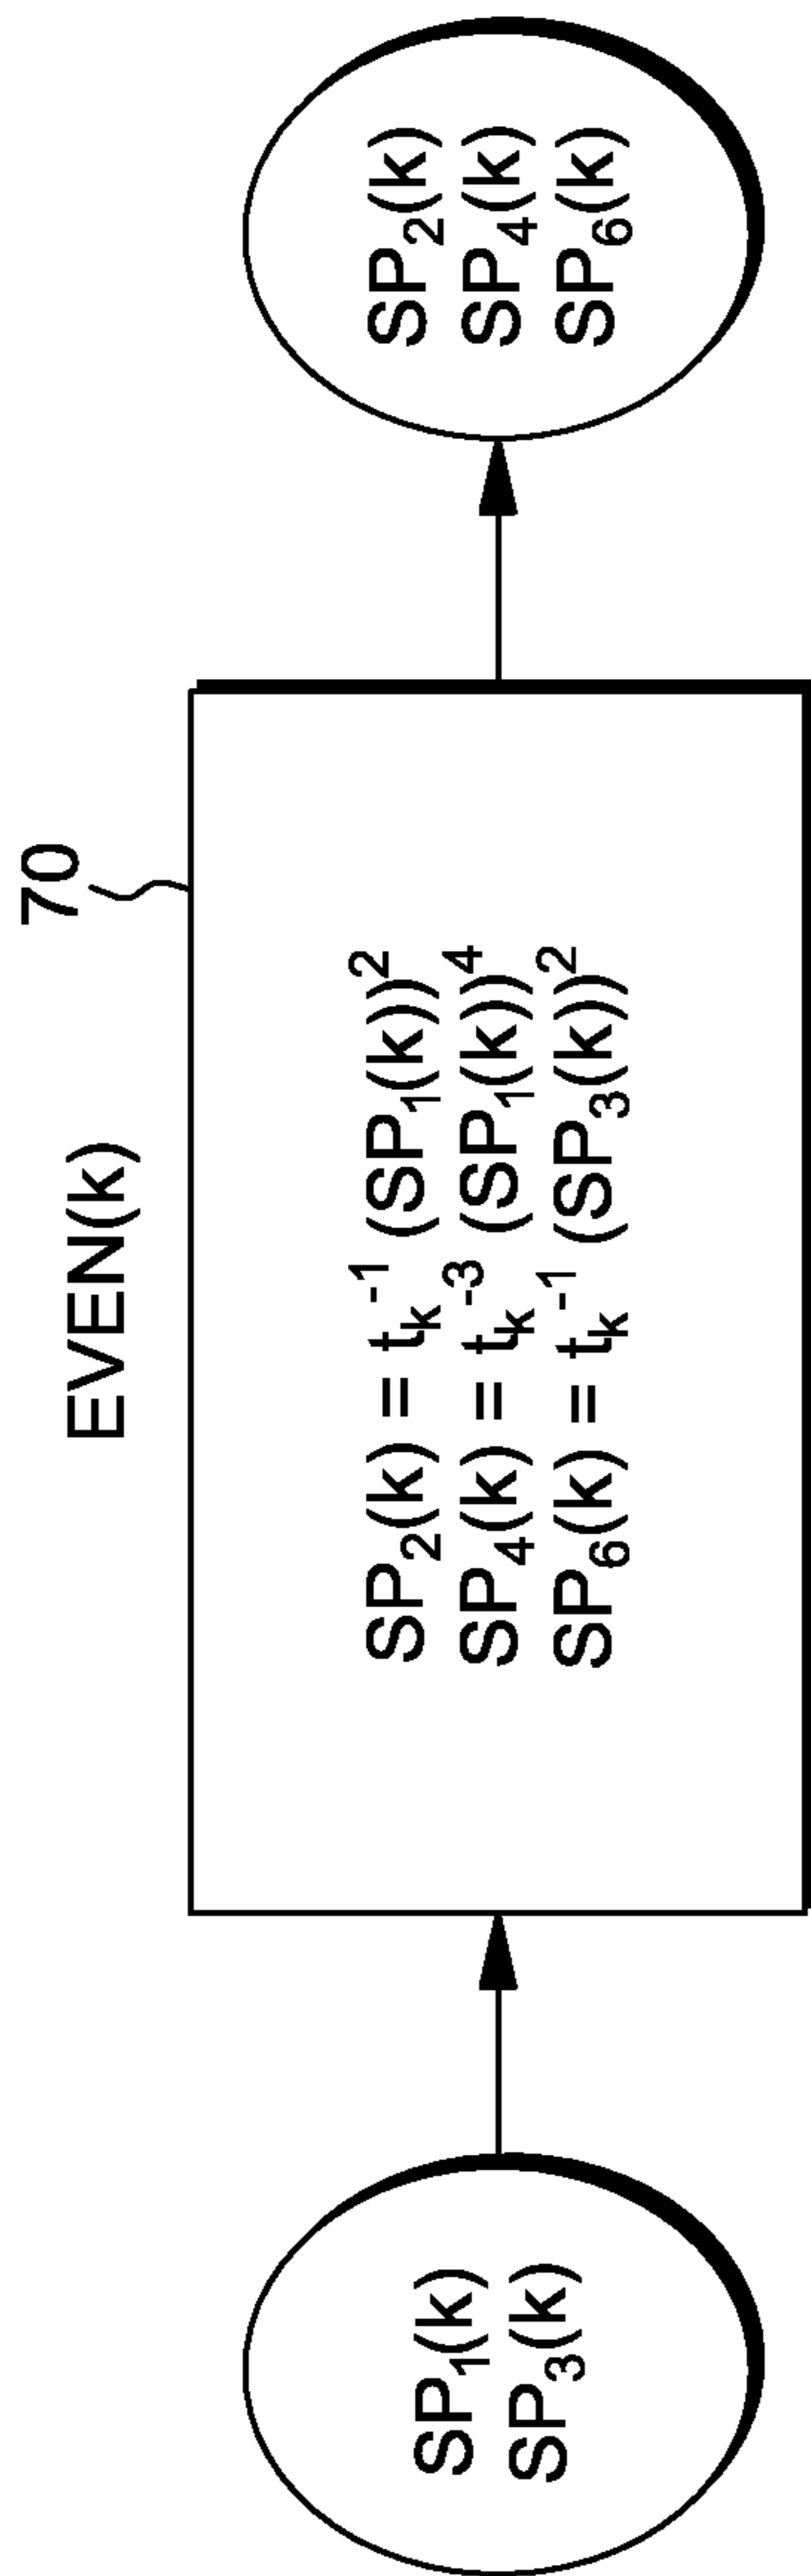 EVEN(k)
70
SP₁(k)
SP₃(k)
SP₂(k) = tₖ⁻¹ (SP₁(k))²
SP₄(k) = tₖ⁻³ (SP₁(k))⁴
SP₆(k) = tₖ⁻¹ (SP₃(k))²
SP₂(k)
SP₄(k)
SP₆(k)